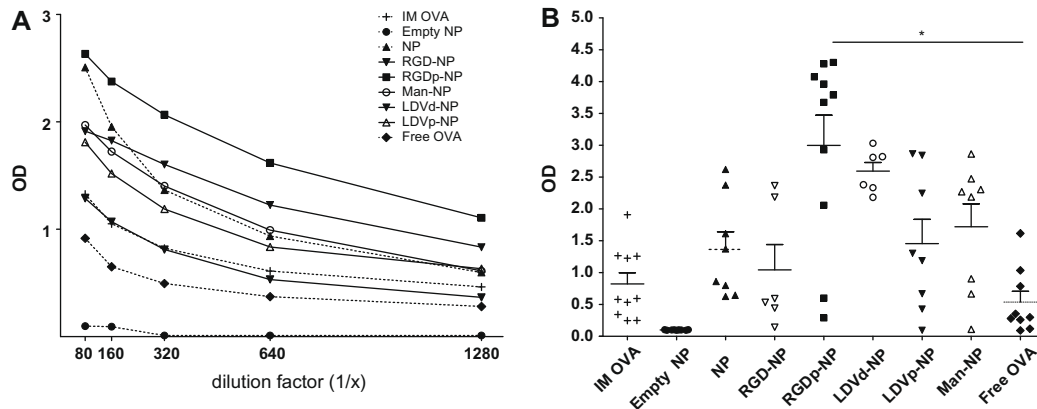 A
3
2
1
OD
80 160 320 640 1280
dilution factor (1/x)
IM OVA
Empty NP
NP
RGD-NP
RGDp-NP
Man-NP
LDVd-NP
LDVp-NP
Free OVA
B
*
5.0
4.5
4.0
3.5
3.0
2.5
2.0
1.5
1.0
0.5
0.0
OD
IM OVA
Empty NP
NP
RGD-NP
RGDp-NP
LDVd-NP
LDVp-NP
Man-NP
Free OVA